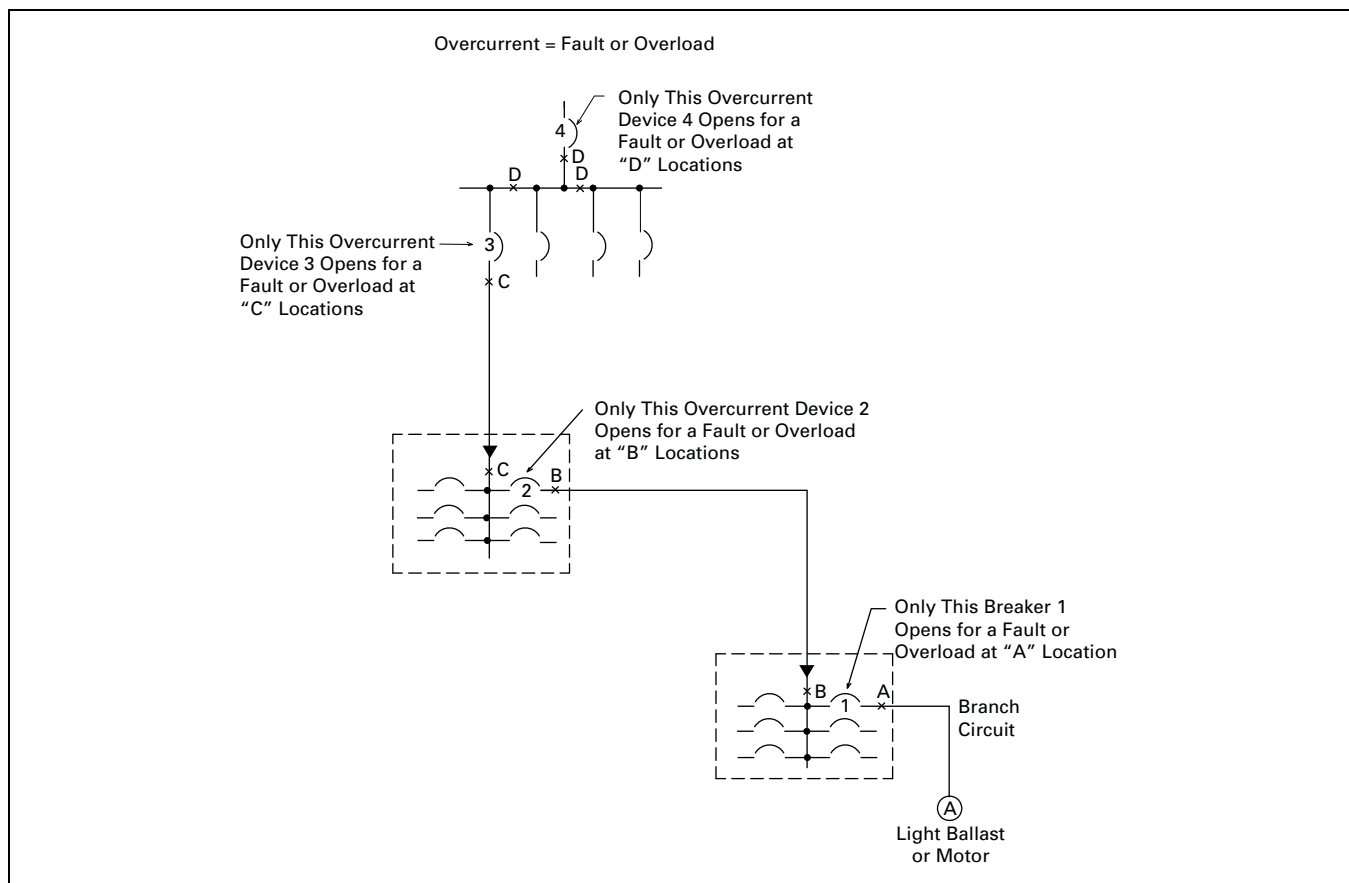 Overcurrent = Fault or Overload
Only This Overcurrent
Device 4 Opens for a
Fault or Overload at
“D” Locations
4
D
D
D
Only This Overcurrent
Device 3 Opens for a
Fault or Overload at
“C” Locations
3
C
Only This Overcurrent Device 2
Opens for a Fault or Overload
at “B” Locations
C
2
B
Only This Breaker 1
Opens for a Fault or
Overload at “A” Location
B
1
A
Branch
Circuit
A
Light Ballast
or Motor